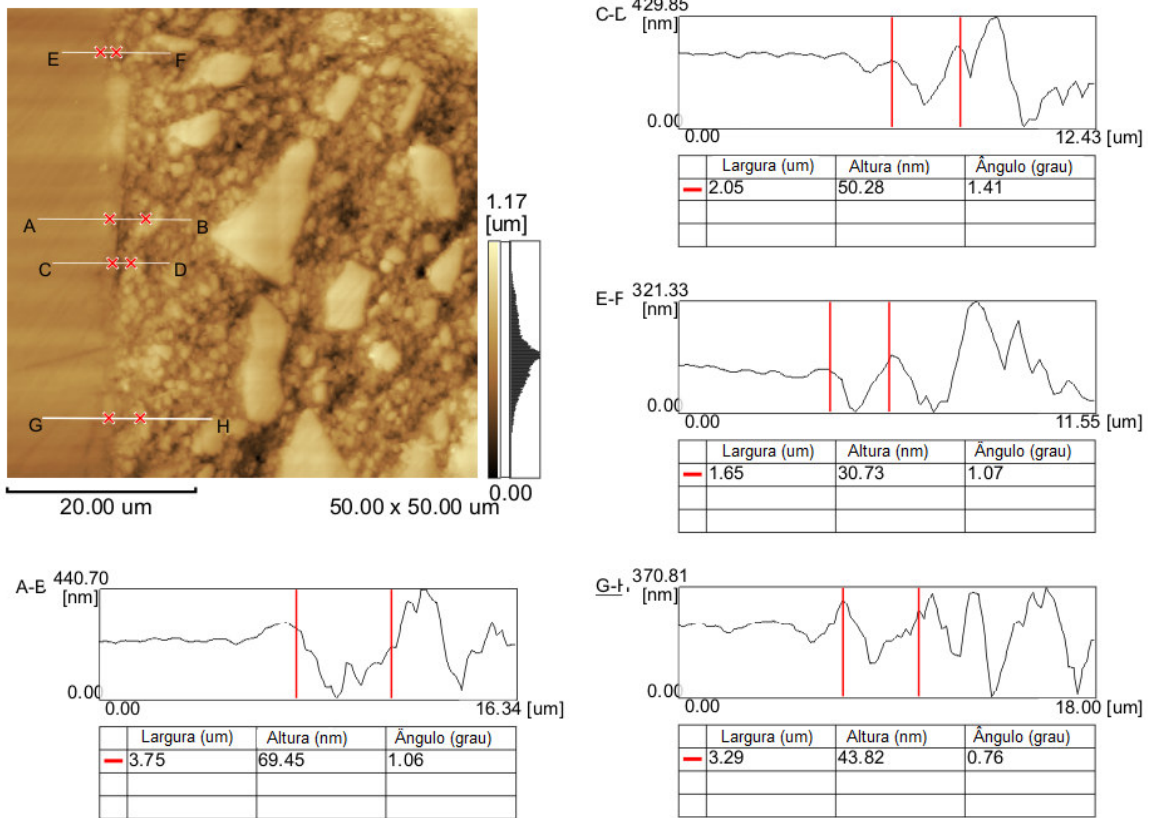 E F
A B
C D
G H
1.17
[um]
0.00
20.00 um
50.00 x 50.00 um
C-D 429.85
[nm]
0.00
0.00 12.43 [um]
Largura (um) Altura (nm) Ângulo (grau)
2.05 50.28 1.41
E-F 321.33
[nm]
0.00
0.00 11.55 [um]
Largura (um) Altura (nm) Ângulo (grau)
1.65 30.73 1.07
A-B 440.70
[nm]
0.00
0.00 16.34 [um]
Largura (um) Altura (nm) Ângulo (grau)
3.75 69.45 1.06
G-H 370.81
[nm]
0.00
0.00 18.00 [um]
Largura (um) Altura (nm) Ângulo (grau)
3.29 43.82 0.76